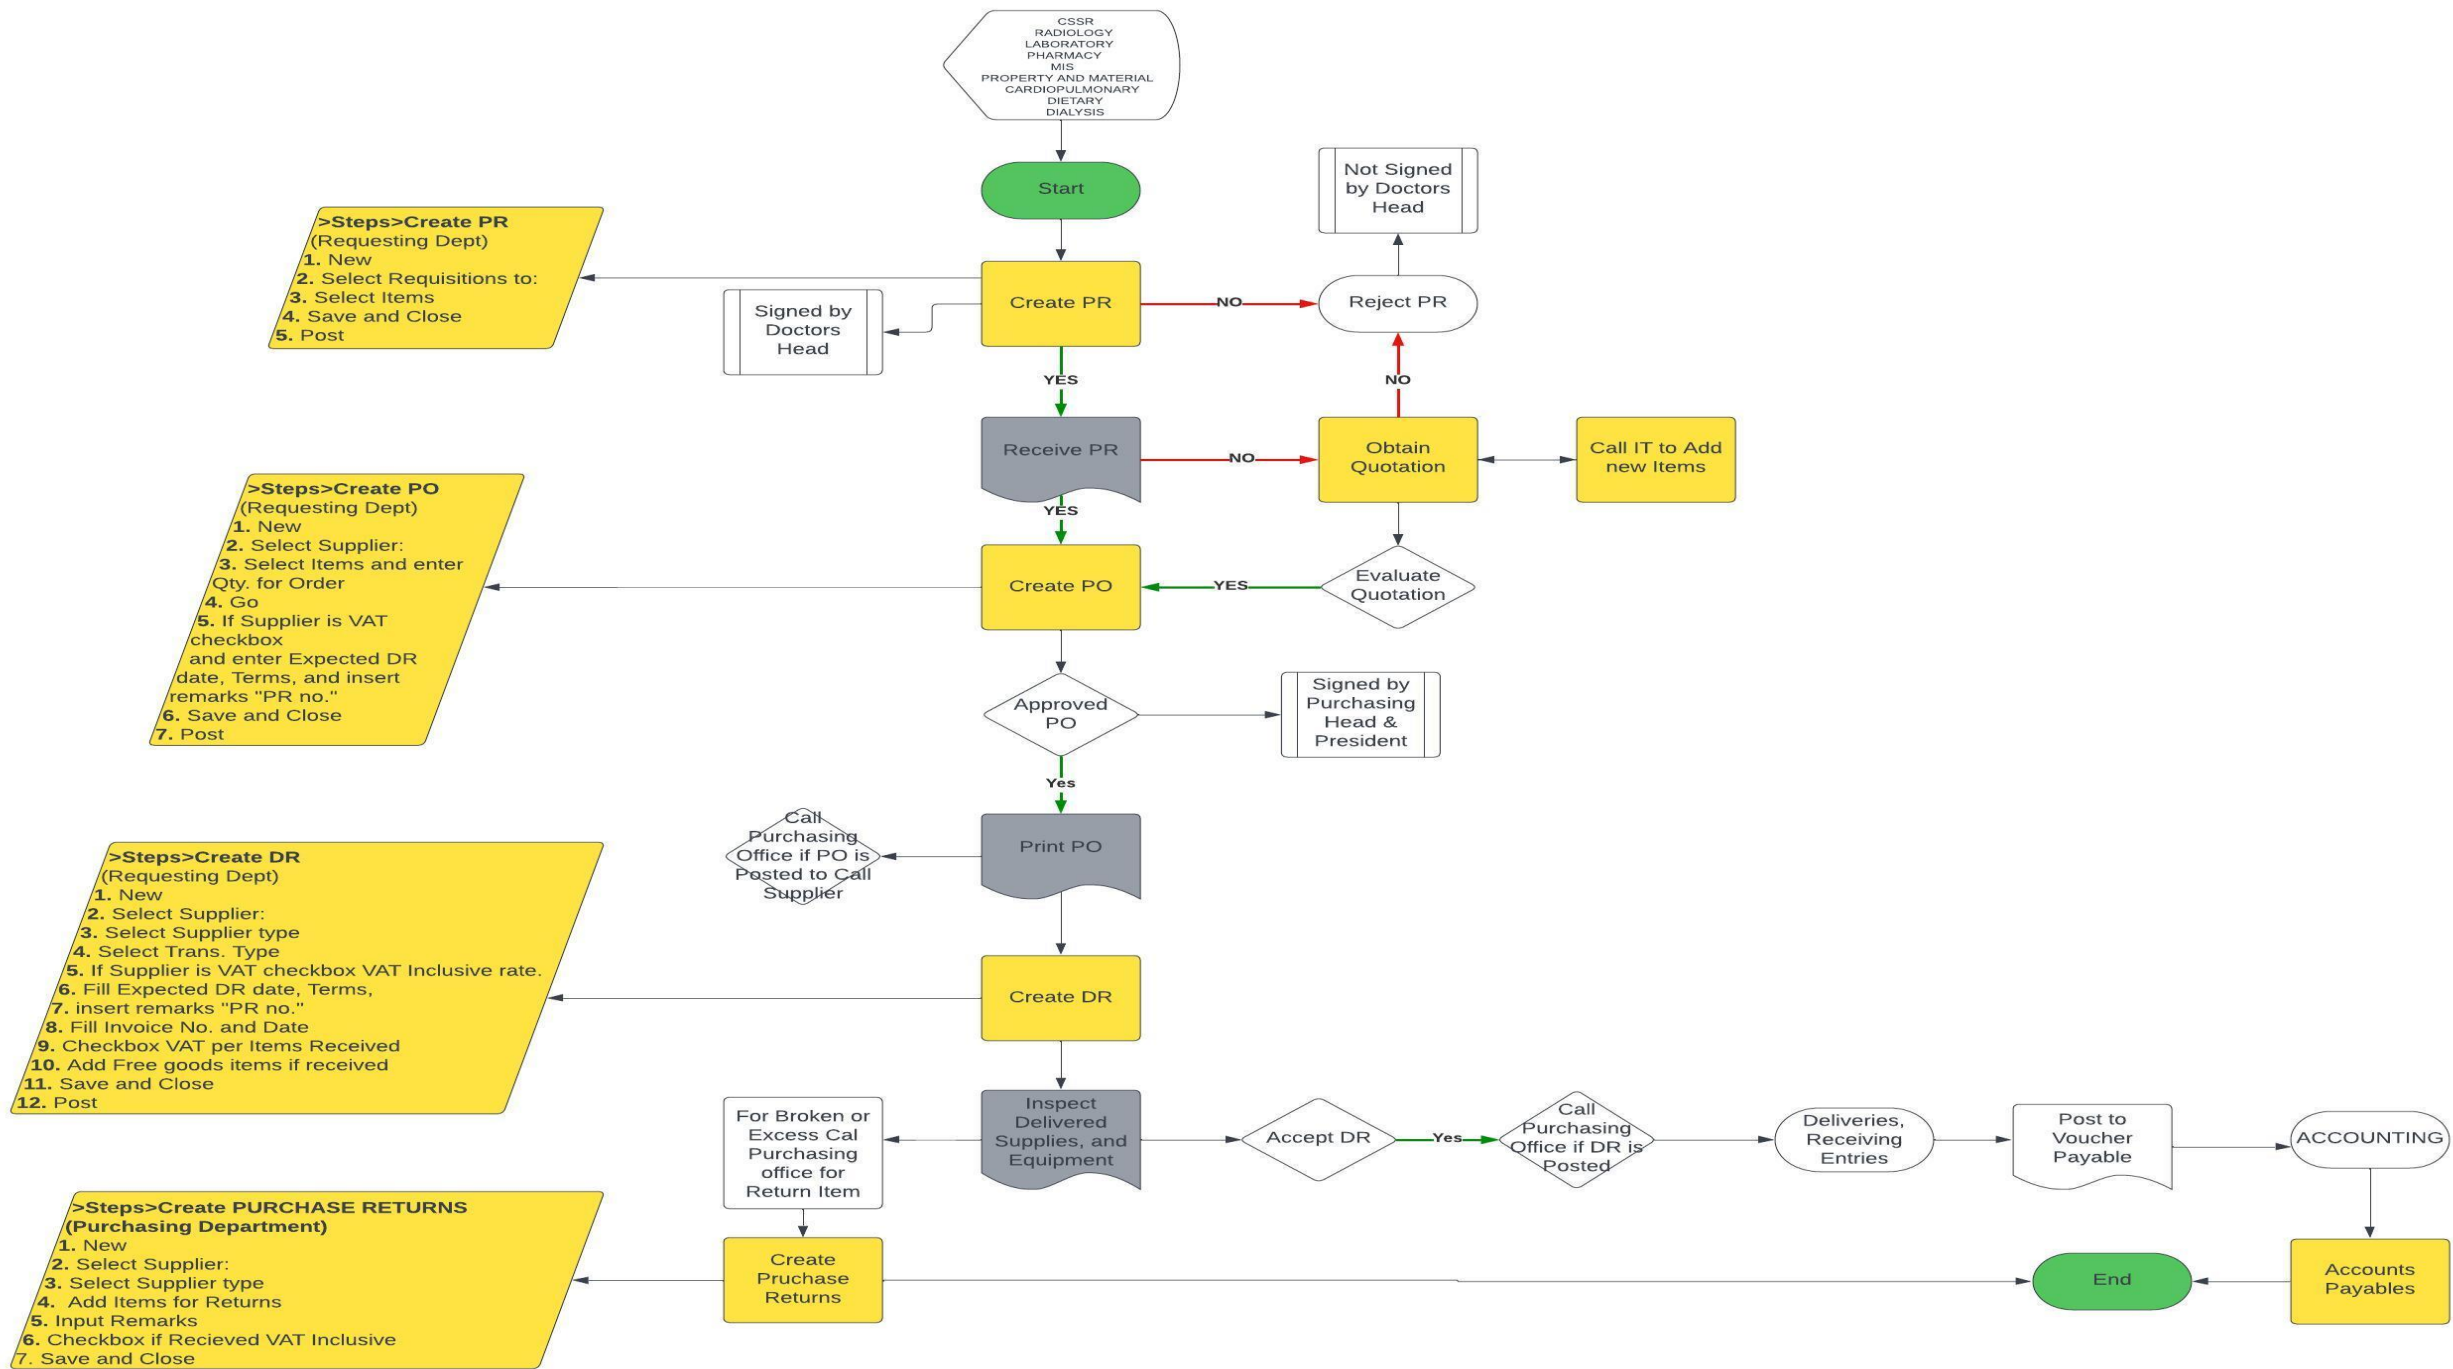 CSSR
RADIOLOGY
LABORATORY
PHARMACY
MIS
PROPERTY AND MATERIAL
CARDIOPULMONARY
DIETARY
DIALYSIS
Start
Not Signed
by Doctors
Head
>Steps>Create PR
(Requesting Dept)
1. New
2. Select Requisitions to:
3. Select Items
4. Save and Close
5. Post
Signed by
Doctors
Head
Create PR
NO
Reject PR
YES
NO
Receive PR
NO
Obtain
Quotation
Call IT to Add
new Items
YES
>Steps>Create PO
(Requesting Dept)
1. New
2. Select Supplier:
3. Select Items and enter
Qty. for Order
4. Go
5. If Supplier is VAT
checkbox
and enter Expected DR
date, Terms, and insert
remarks "PR no."
6. Save and Close
7. Post
Create PO
YES
Evaluate
Quotation
Approved
PO
Signed by
Purchasing
Head &
President
Yes
Call
Purchasing
Office if PO is
Posted to Call
Supplier
Print PO
>Steps>Create DR
(Requesting Dept)
1. New
2. Select Supplier:
3. Select Supplier type
4. Select Trans. Type
5. If Supplier is VAT checkbox VAT Inclusive rate.
6. Fill Expected DR date, Terms,
7. insert remarks "PR no."
8. Fill Invoice No. and Date
9. Checkbox VAT per Items Received
10. Add Free goods items if received
11. Save and Close
12. Post
Create DR
For Broken or
Excess Cal
Purchasing
office for
Return Item
Inspect
Delivered
Supplies, and
Equipment
Accept DR
Yes
Call
Purchasing
Office if DR is
Posted
Deliveries,
Receiving
Entries
Post to
Voucher
Payable
ACCOUNTING
>Steps>Create PURCHASE RETURNS
(Purchasing Department)
1. New
2. Select Supplier:
3. Select Supplier type
4. Add Items for Returns
5. Input Remarks
6. Checkbox if Recieved VAT Inclusive
7. Save and Close
Create
Pruchase
Returns
End
Accounts
Payables